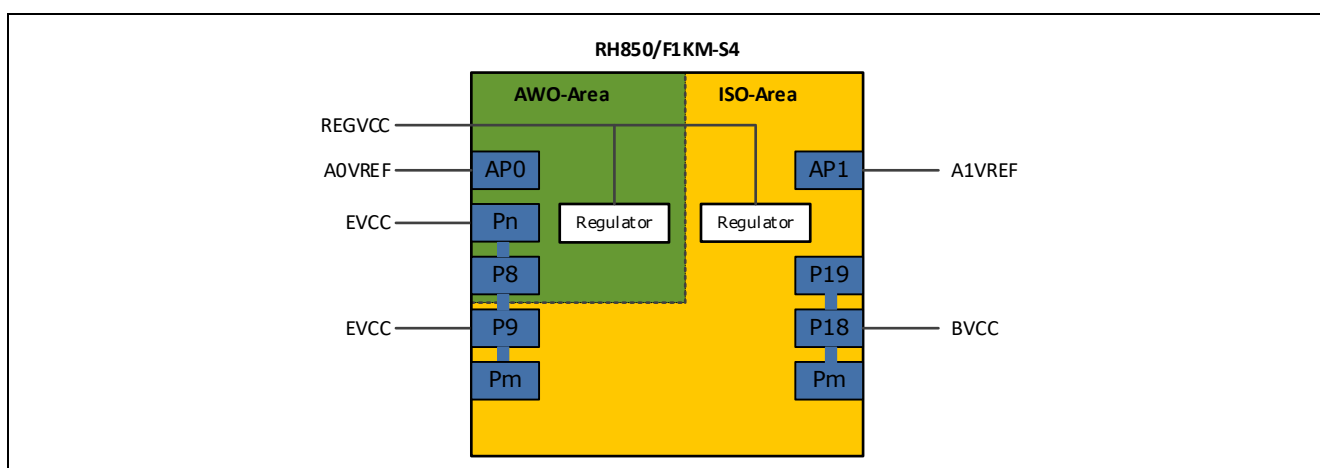 RH850/F1KM-S4
AWO-Area
ISO-Area
REGVCC
A0VREF
AP0
AP1
A1VREF
EVCC
Pn
Regulator
Regulator
P8
P19
EVCC
P9
P18
BVCC
Pm
Pm